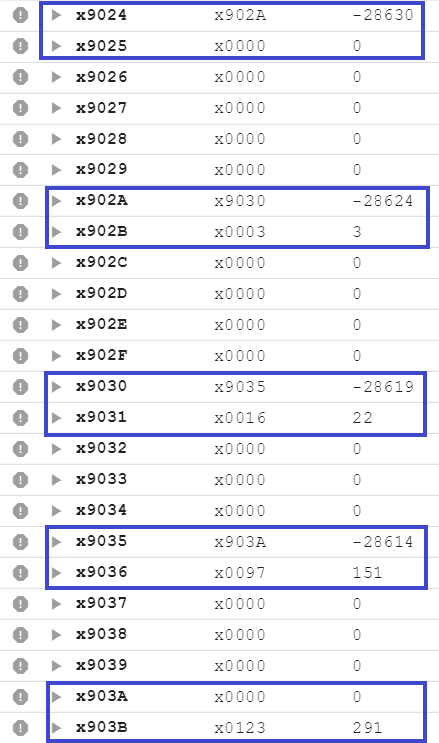 x9024 x902A -28630
x9025 x0000 0
x9026 x0000 0
x9027 x0000 0
x9028 x0000 0
x9029 x0000 0
x902A x9030 -28624
x902B x0003 3
x902C x0000 0
x902D x0000 0
x902E x0000 0
x902F x0000 0
x9030 x9035 -28619
x9031 x0016 22
x9032 x0000 0
x9033 x0000 0
x9034 x0000 0
x9035 x903A -28614
x9036 x0097 151
x9037 x0000 0
x9038 x0000 0
x9039 x0000 0
x903A x0000 0
x903B x0123 291